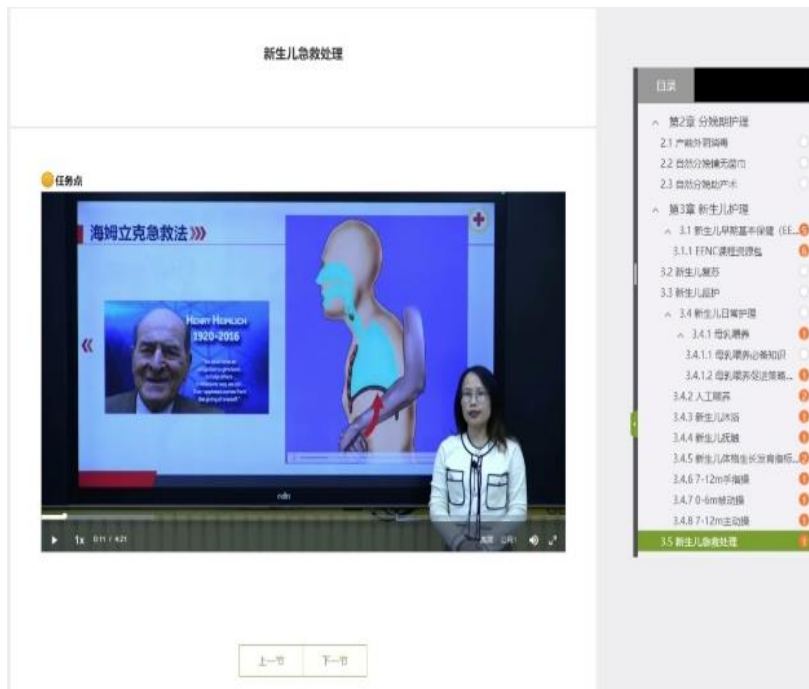 新生儿急救处理
任务点
海姆立克急救法
HENRY HEIMLICH
1920-2016
1x 0:11 / 4:21
上一节 下一节
目录
第2章 分娩期护理
2.1 产前外阴消毒
2.2 自然分娩铺无菌巾
2.3 自然分娩助产术
第3章 新生儿护理
3.1 新生儿早期基本保健 (EE...
3.1.1 EENC课程资源包
3.2 新生儿复苏
3.3 新生儿监护
3.4 新生儿日常护理
3.4.1 母乳喂养
3.4.1.1 母乳喂养必备知识
3.4.1.2 母乳喂养促进策略...
3.4.2 人工喂养
3.4.3 新生儿沐浴
3.4.4 新生儿抚触
3.4.5 新生儿体格生长发育指标...
3.4.6 7-12m手指操
3.4.7 0-6m被动操
3.4.8 7-12m主动操
3.5 新生儿急救处理